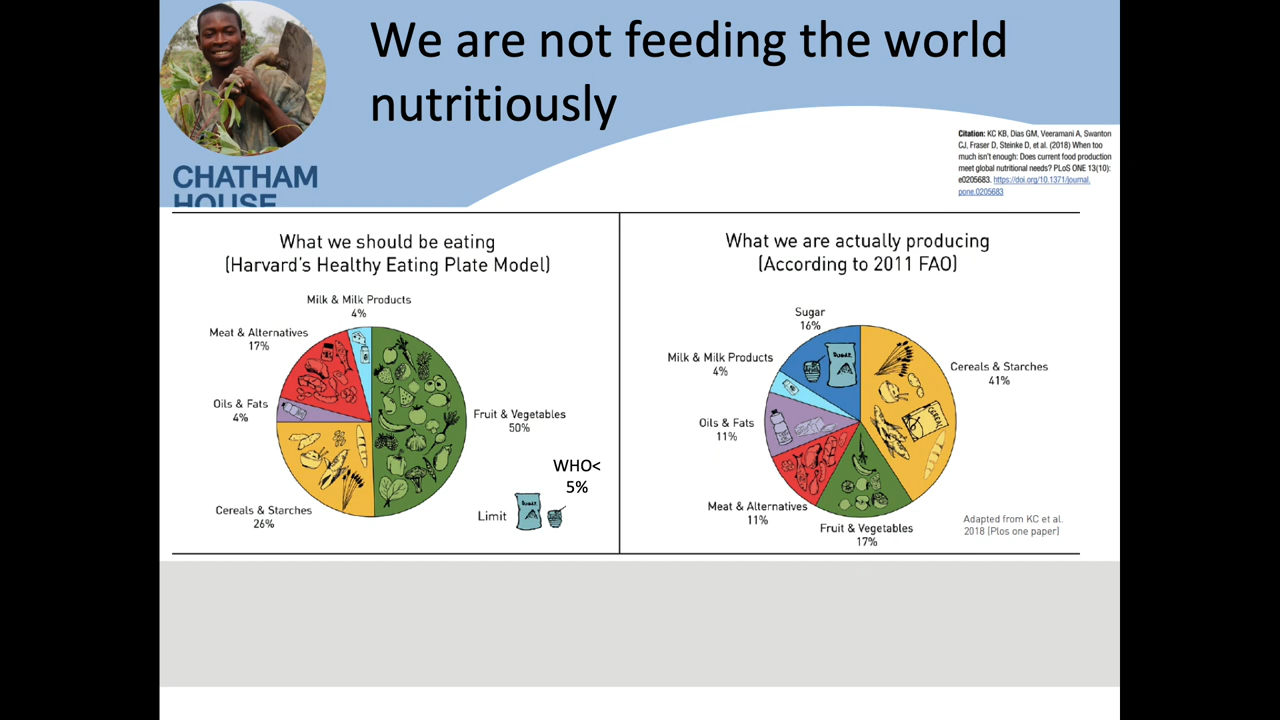 We are not feeding the world
nutritiously
CHATHAM
HOUSE
Citation: KC KB, Dias GM, Veeramani A, Swanton
CJ, Fraser D, Steinke D, et al. (2018) When too
much isn't enough: Does current food production
meet global nutritional needs? PLoS ONE 13(10):
e0205683. https://doi.org/10.1371/journal.
pone.0205683
What we should be eating
(Harvard's Healthy Eating Plate Model)
Milk & Milk Products
4%
Meat & Alternatives
17%
Oils & Fats
4%
Fruit & Vegetables
50%
Cereals & Starches
26%
WHO<
5%
Limit
SUGAR
What we are actually producing
(According to 2011 FAO)
Sugar
16%
SUGAR
Milk & Milk Products
4%
Cereals & Starches
41%
CEREAL
Oils & Fats
11%
Meat & Alternatives
11%
Fruit & Vegetables
17%
Adapted from KC et al.
2018 (Plos one paper)